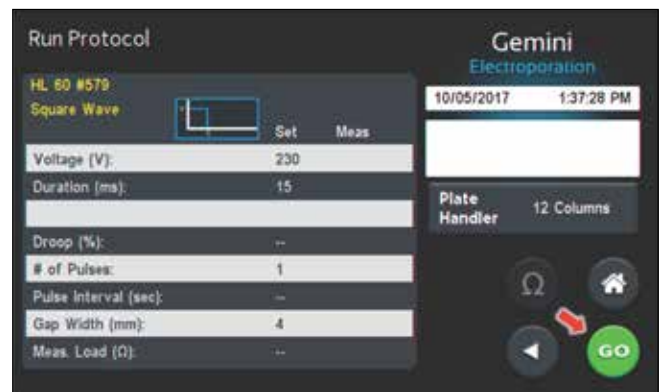 Run Protocol
Gemini
Electroporation
HL 60 #579
Square Wave
Set Meas
10/05/2017 1:37:28 PM
Voltage (V): 230
Duration (ms): 15
Plate Handler 12 Columns
Droop (%): --
# of Pulses: 1
Pulse Interval (sec): --
Gap Width (mm): 4
Meas. Load (Ω): --
Ω
GO